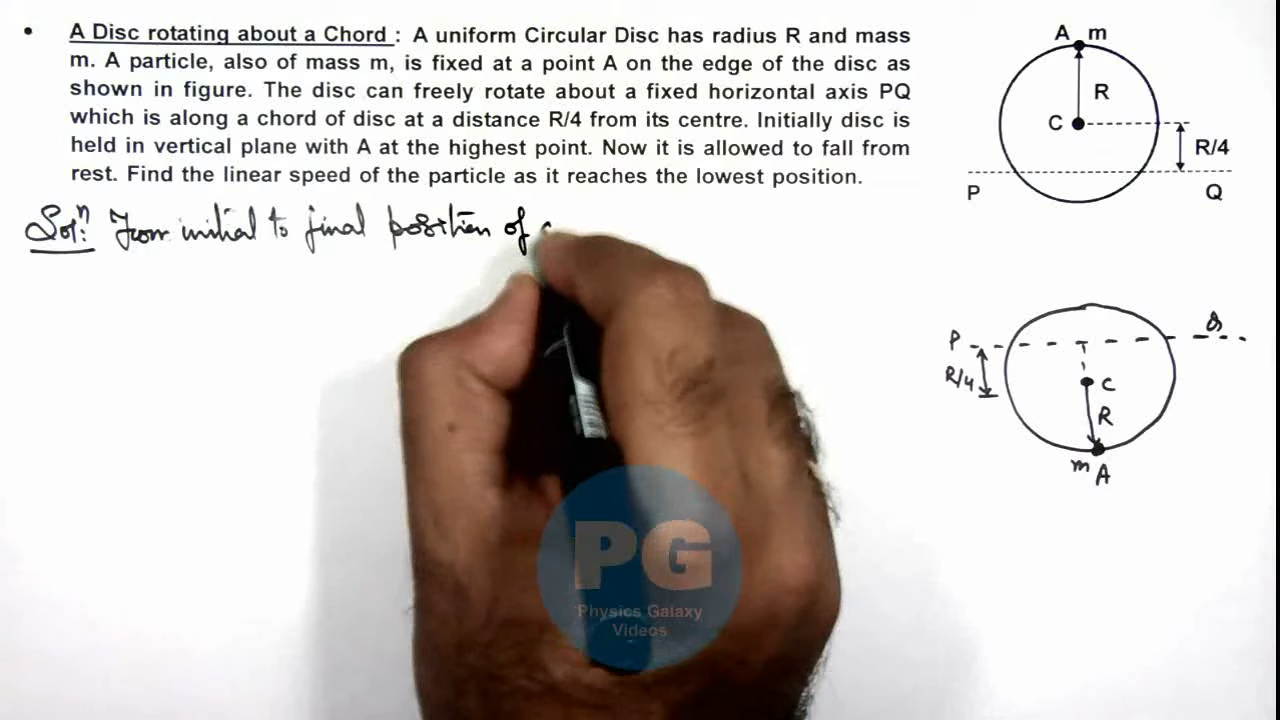 • A Disc rotating about a Chord : A uniform Circular Disc has radius R and mass
m. A particle, also of mass m, is fixed at a point A on the edge of the disc as
shown in figure. The disc can freely rotate about a fixed horizontal axis PQ
which is along a chord of disc at a distance R/4 from its centre. Initially disc is
held in vertical plane with A at the highest point. Now it is allowed to fall from
rest. Find the linear speed of the particle as it reaches the lowest position.
Solⁿ: From initial to final position of
A m
R
C
R/4
P Q
P
R/4
C
R
m A
PG
Physics Galaxy
Videos